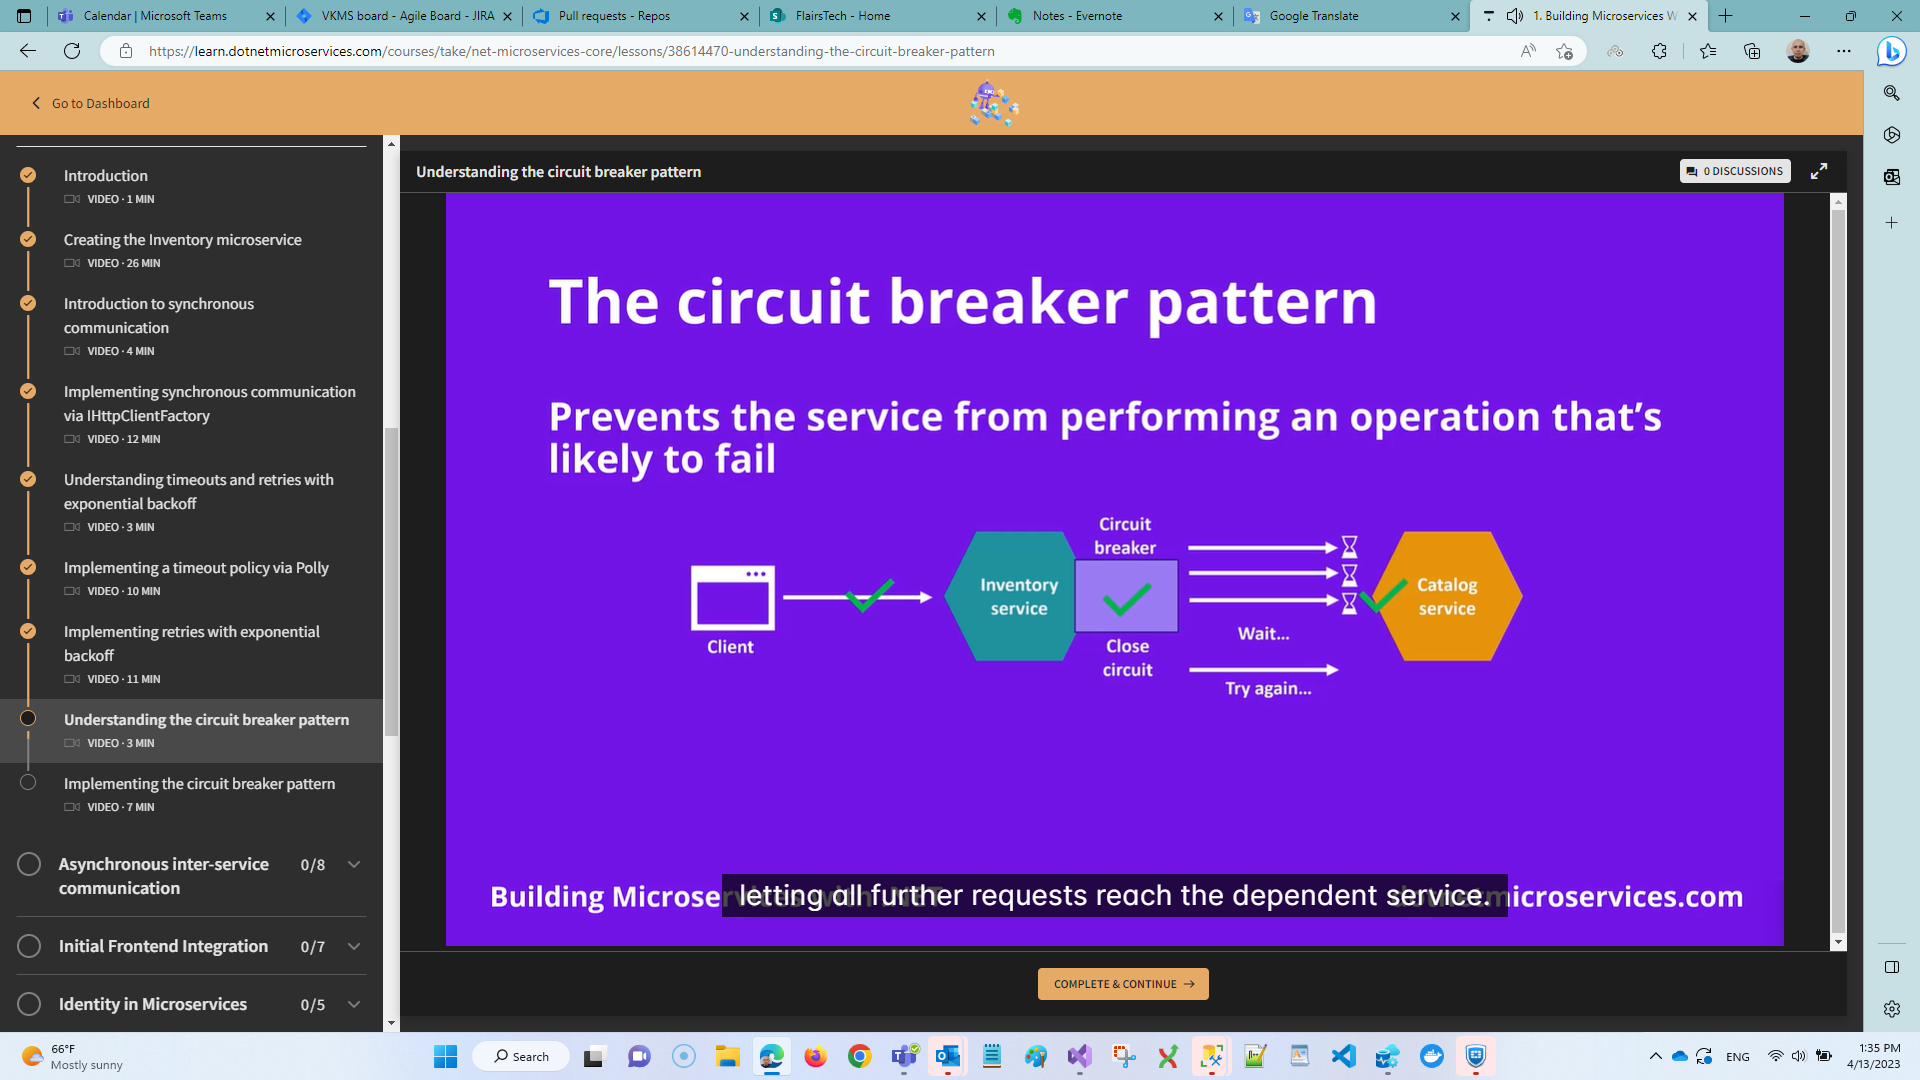 Calendar | Microsoft Teams
VKMS board - Agile Board - JIRA
Pull requests - Repos
FlairsTech - Home
Notes - Evernote
Google Translate
1. Building Microservices W
https://learn.dotnetmicroservices.com/courses/take/net-microservices-core/lessons/38614470-understanding-the-circuit-breaker-pattern
Go to Dashboard
Introduction
VIDEO · 1 MIN
Creating the Inventory microservice
VIDEO · 26 MIN
Introduction to synchronous
communication
VIDEO · 4 MIN
Implementing synchronous communication
via IHttpClientFactory
VIDEO · 12 MIN
Understanding timeouts and retries with
exponential backoff
VIDEO · 3 MIN
Implementing a timeout policy via Polly
VIDEO · 10 MIN
Implementing retries with exponential
backoff
VIDEO · 11 MIN
Understanding the circuit breaker pattern
VIDEO · 3 MIN
Implementing the circuit breaker pattern
VIDEO · 7 MIN
Asynchronous inter-service
communication
0/8
Initial Frontend Integration
0/7
Identity in Microservices
0/5
Understanding the circuit breaker pattern
0 DISCUSSIONS
The circuit breaker pattern
Prevents the service from performing an operation that's
likely to fail
Client
Inventory
service
Circuit
breaker
Close
circuit
Wait...
Try again...
Catalog
service
Building Microse
letting all further requests reach the dependent service.
icroservices.com
COMPLETE & CONTINUE →
66°F
Mostly sunny
Search
ENG
1:35 PM
4/13/2023